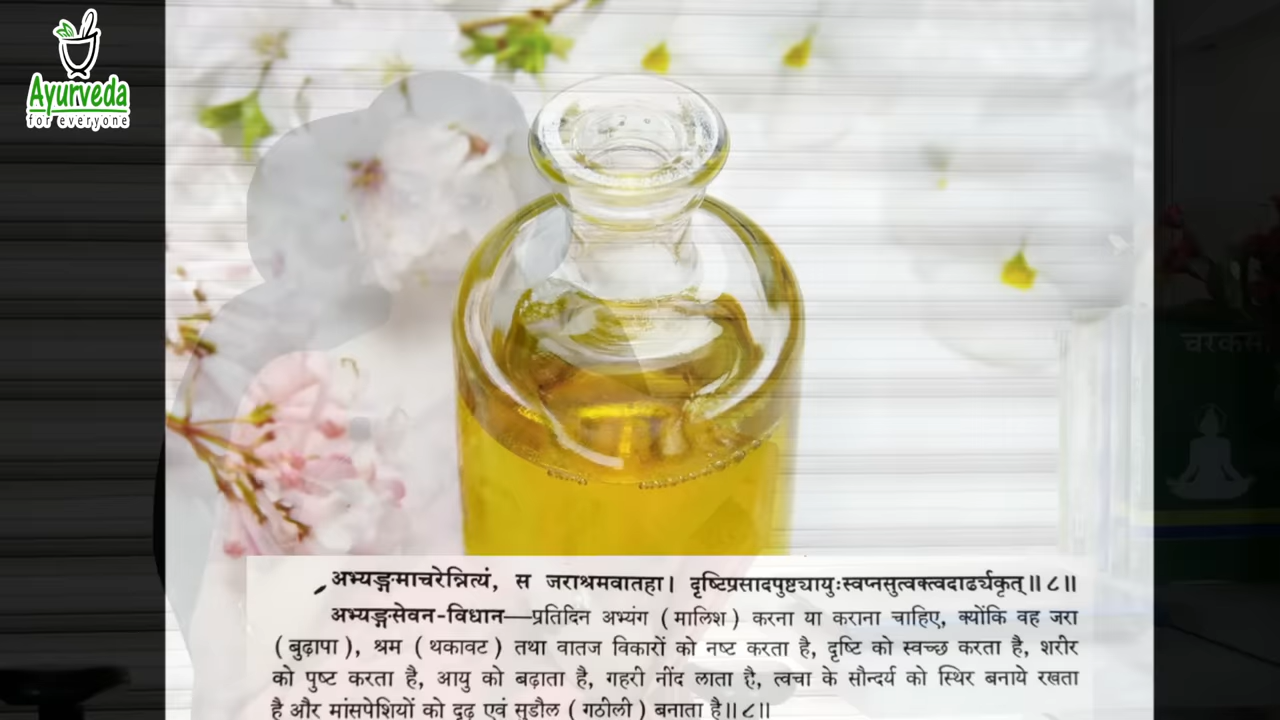 Ayurveda
for everyone
चरकसं
अभ्यङ्गमाचरेन्नित्यं, स जराश्रमवातहा। दृष्टिप्रसादपुष्ट्यायुःस्वप्नसुत्वक्त्वदार्ढ्यकृत्॥८॥
अभ्यङ्गसेवन-विधान—प्रतिदिन अभ्यंग (मालिश) करना या कराना चाहिए, क्योंकि वह जरा
(बुढ़ापा), श्रम (थकावट) तथा वातज विकारों को नष्ट करता है, दृष्टि को स्वच्छ करता है, शरीर
को पुष्ट करता है, आयु को बढ़ाता है, गहरी नींद लाता है, त्वचा के सौन्दर्य को स्थिर बनाये रखता
है और मांसपेशियों को दृढ़ एवं सुडौल (गठीली) बनाता है॥८॥